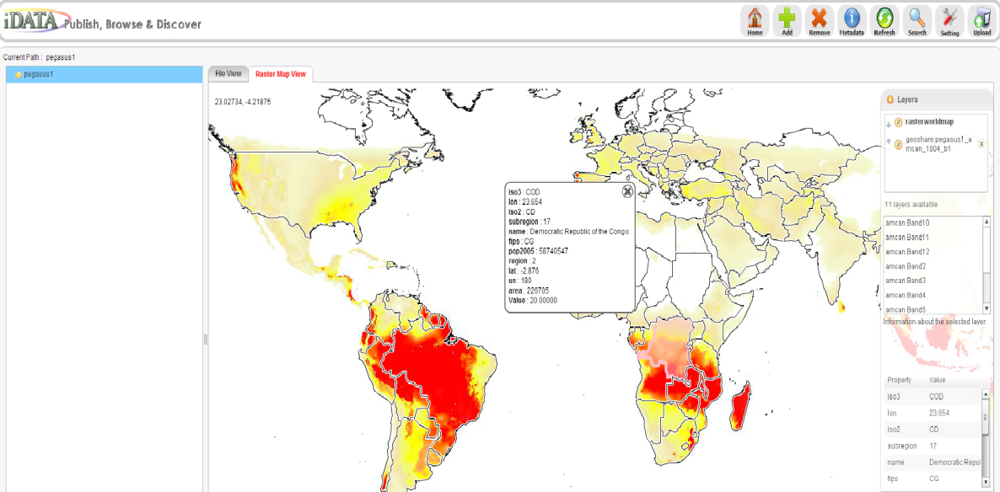 iDATA Publish, Browse & Discover
Home Add Remove Metadata Refresh Search Setting Upload
Current Path : pegasus1
pegasus1
File View Raster Map View
23.02734, -4.21875
iso3 : COD
lon : 23.654
iso2 : CD
subregion : 17
name : Democratic Republic of the Congo
fips : CG
pop2005 : 58740547
region : 2
lat : -2.876
un : 180
area : 226705
Value : 20.00000
Layers
rasterworldmap
geoshare:pegasus1_a
mcan_1004_b1
X
11 layers available
amcan Band10
amcan Band11
amcan Band12
amcan Band2
amcan Band3
amcan Band4
amcan Band5
Information about the selected layer:
Property Value
iso3 COD
lon 23.654
iso2 CD
subregion 17
name Democratic Repul
fips CG